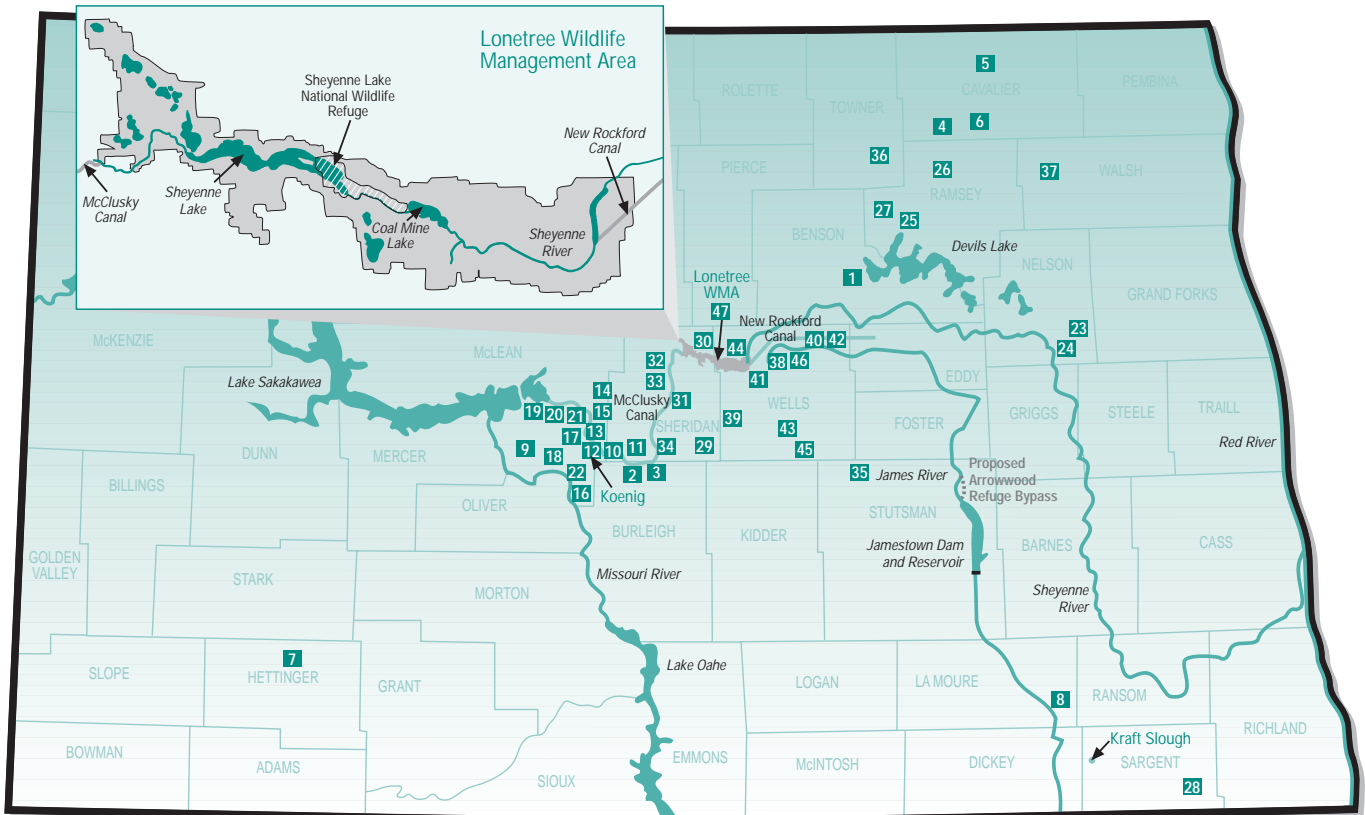 Lonetree Wildlife
Management Area
Sheyenne Lake
National Wildlife
Refuge
New Rockford
Canal
McClusky
Canal
Sheyenne
Lake
Coal Mine
Lake
Sheyenne
River
5
ROLETTE
CAVALIER
PEMBINA
TOWNER
4
6
36
PIERCE
26
37
WALSH
RAMSEY
27
25
BENSON
Devils Lake
NELSON
1
Lonetree
WMA
GRAND FORKS
47
New Rockford
Canal
23
McKENZIE
30
44
40
42
24
McLEAN
32
38
46
Lake Sakakawea
33
41
EDDY
14
McClusky
Canal
31
WELLS
19
20
21
15
39
SHERIDAN
FOSTER
GRIGGS
STEELE
TRAILL
17
13
43
Red River
9
18
12
10
11
34
29
45
DUNN
MERCER
22
2
3
35
James River
Proposed
Arrowwood
Refuge Bypass
BILLINGS
16
Koenig
OLIVER
BURLEIGH
KIDDER
STUTSMAN
GOLDEN
VALLEY
Jamestown Dam
and Reservoir
BARNES
CASS
STARK
Missouri River
MORTON
Sheyenne
River
7
SLOPE
HETTINGER
GRANT
Lake Oahe
LOGAN
LA MOURE
8
RANSOM
RICHLAND
Kraft Slough
BOWMAN
ADAMS
SIOUX
EMMONS
McINTOSH
DICKEY
SARGENT
28